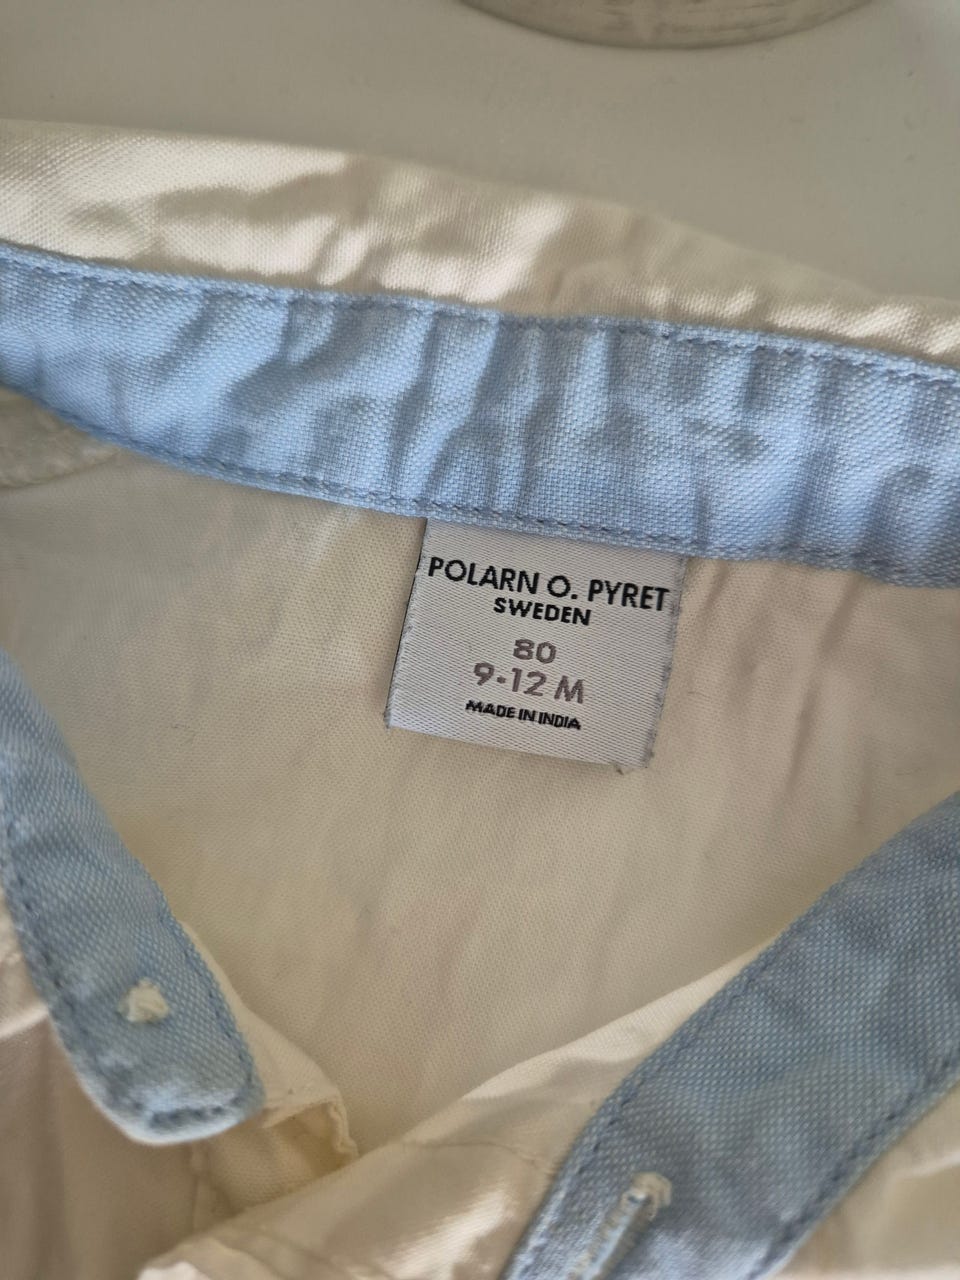 POLARN O. PYRET
SWEDEN
80
9-12 M
MADE IN INDIA